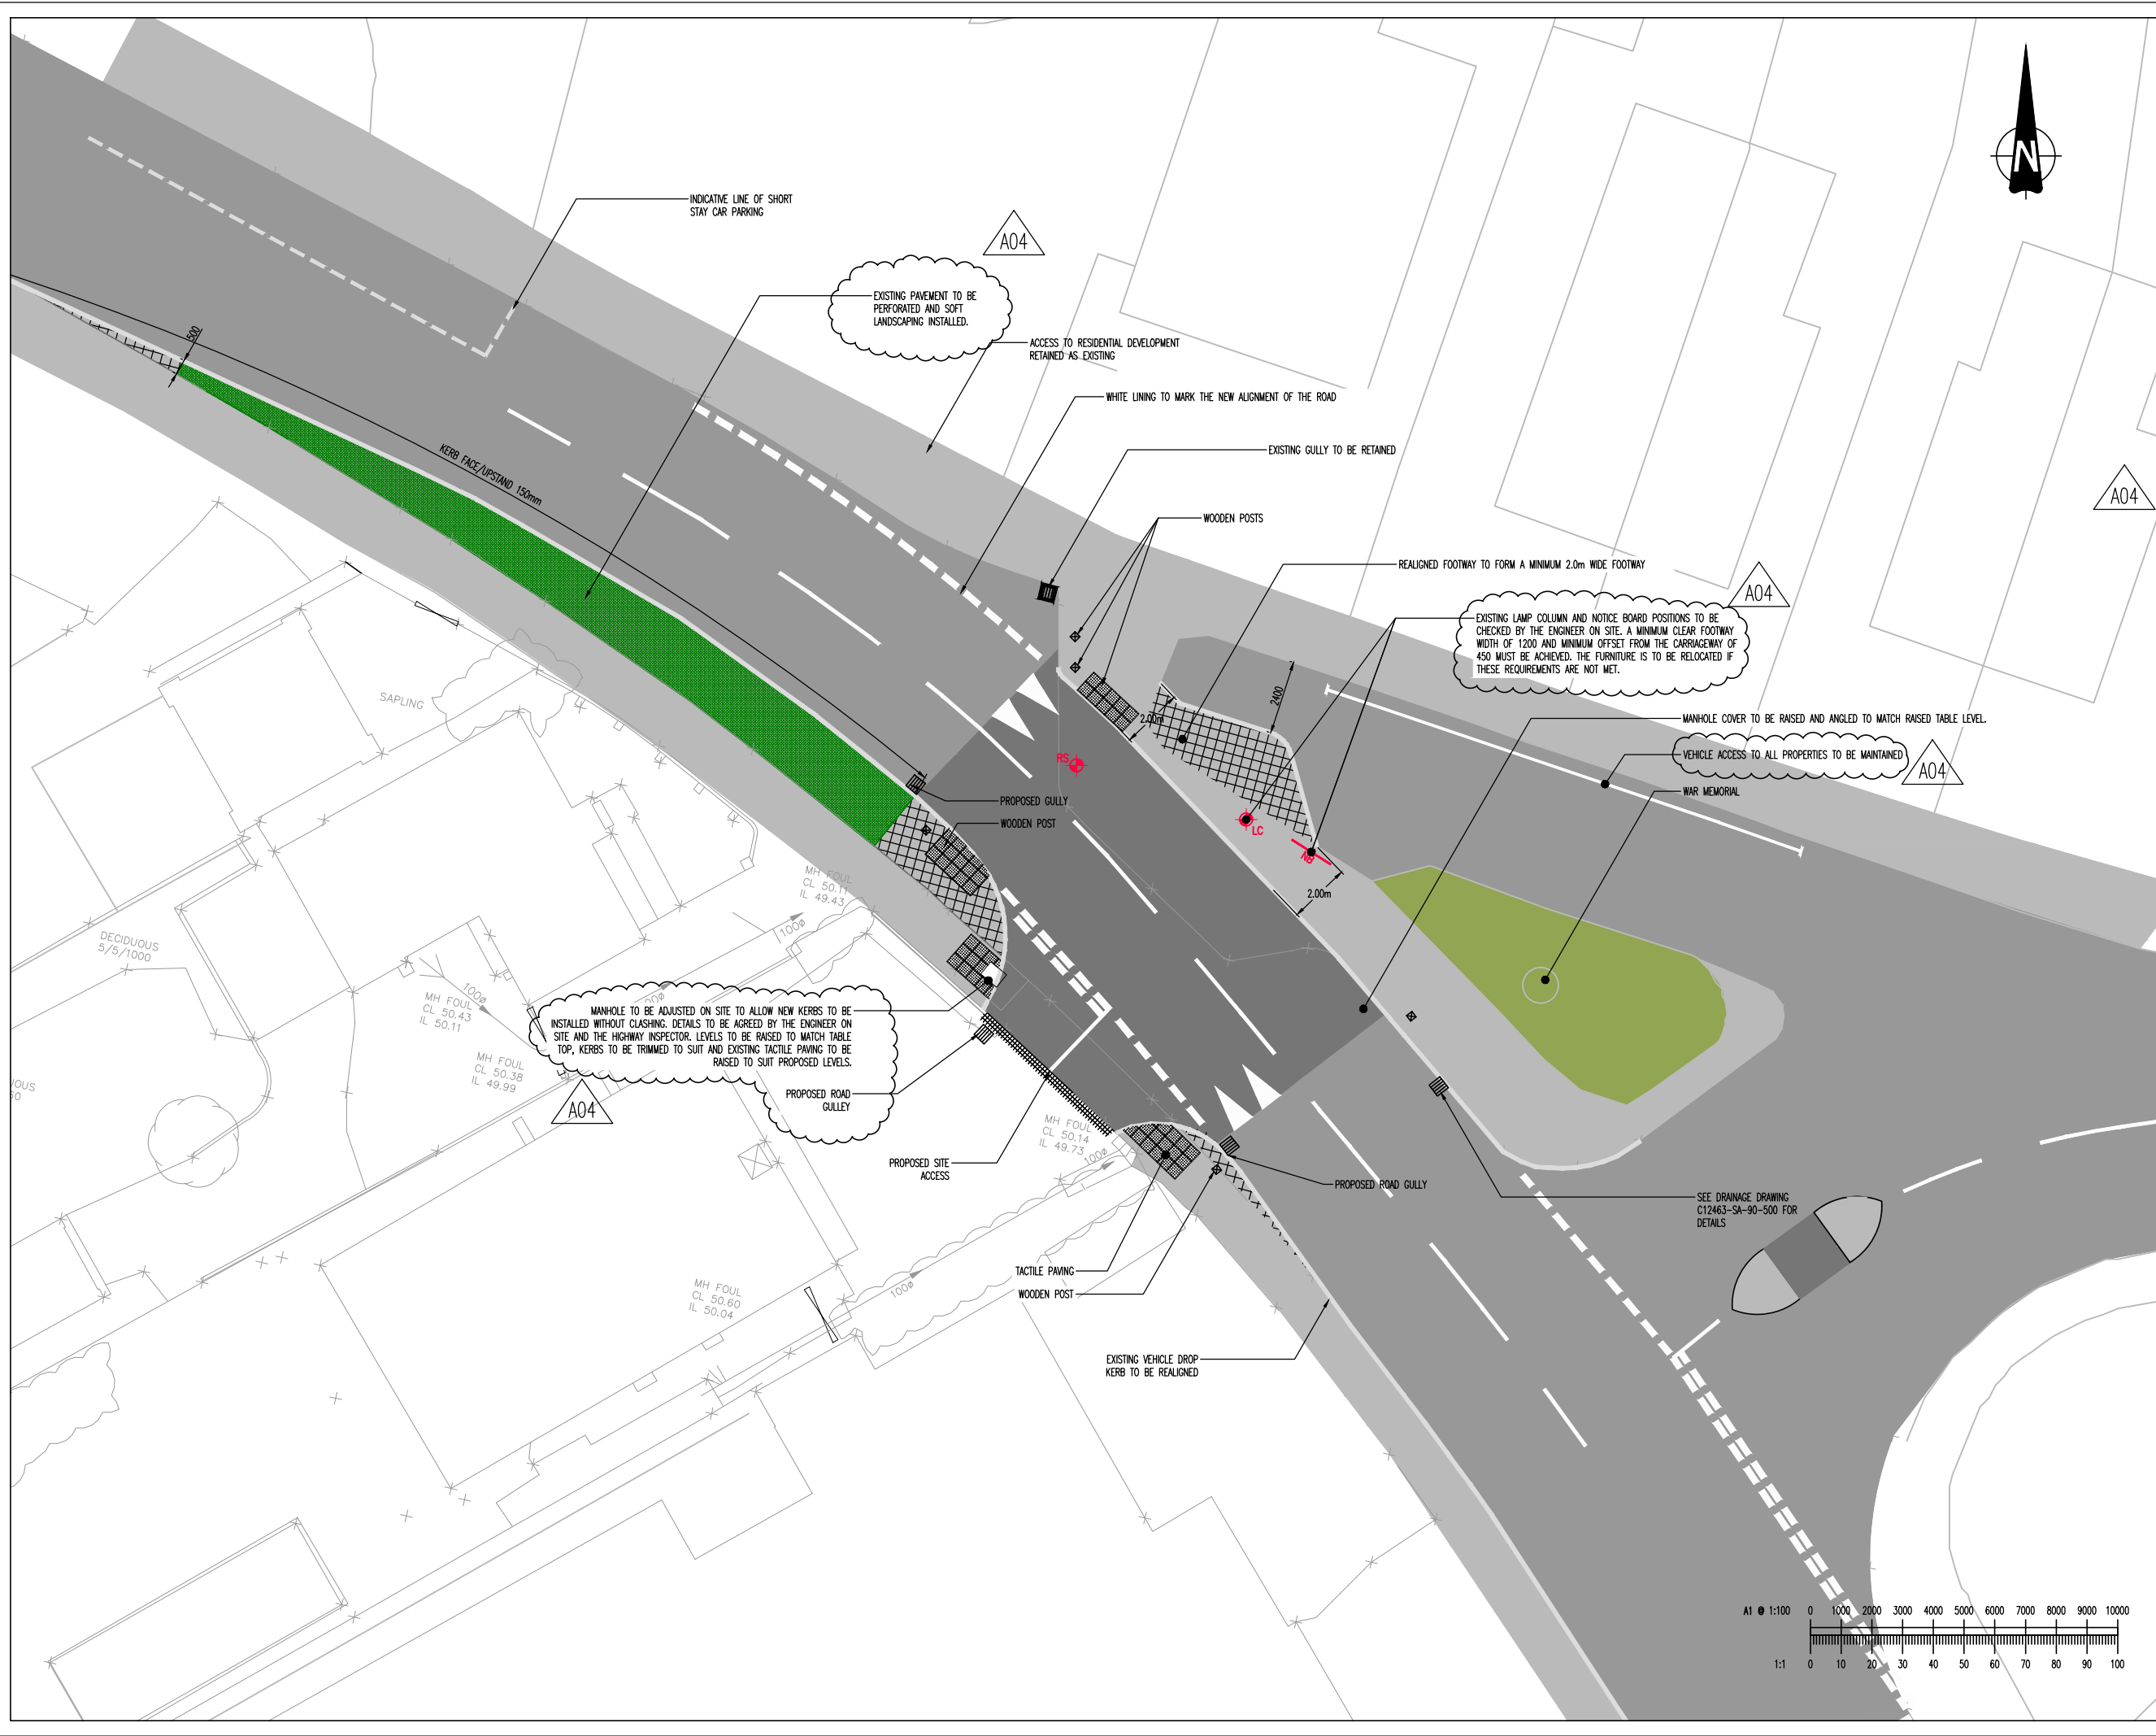 N
INDICATIVE LINE OF SHORT
STAY CAR PARKING
A04
EXISTING PAVEMENT TO BE
PERFORATED AND SOFT
LANDSCAPING INSTALLED.
500
ACCESS TO RESIDENTIAL DEVELOPMENT
RETAINED AS EXISTING
WHITE LINING TO MARK THE NEW ALIGNMENT OF THE ROAD
EXISTING GULLY TO BE RETAINED
KERB FACE/UPSTAND 150mm
A04
WOODEN POSTS
REALIGNED FOOTWAY TO FORM A MINIMUM 2.0m WIDE FOOTWAY
A04
EXISTING LAMP COLUMN AND NOTICE BOARD POSITIONS TO BE
CHECKED BY THE ENGINEER ON SITE. A MINIMUM CLEAR FOOTWAY
WIDTH OF 1200 AND MINIMUM OFFSET FROM THE CARRIAGEWAY OF
450 MUST BE ACHIEVED. THE FURNITURE IS TO BE RELOCATED IF
THESE REQUIREMENTS ARE NOT MET.
SAPLING
2400
2.00m
MANHOLE COVER TO BE RAISED AND ANGLED TO MATCH RAISED TABLE LEVEL.
VEHICLE ACCESS TO ALL PROPERTIES TO BE MAINTAINED
A04
RS
WAR MEMORIAL
PROPOSED GULLY
WOODEN POST
LC
NB
2.00m
MH FOUL
CL 50.11
IL 49.43
100ø
DECIDUOUS
5/5/1000
100ø
MH FOUL
CL 50.43
IL 50.11
MANHOLE TO BE ADJUSTED ON SITE TO ALLOW NEW KERBS TO BE
INSTALLED WITHOUT CLASHING. DETAILS TO BE AGREED BY THE ENGINEER ON
SITE AND THE HIGHWAY INSPECTOR. LEVELS TO BE RAISED TO MATCH TABLE
TOP, KERBS TO BE TRIMMED TO SUIT AND EXISTING TACTILE PAVING TO BE
RAISED TO SUIT PROPOSED LEVELS.
MH FOUL
CL 50.38
IL 49.99
A04
PROPOSED ROAD
GULLEY
MH FOUL
CL 50.14
IL 49.73
100ø
PROPOSED SITE
ACCESS
PROPOSED ROAD GULLY
SEE DRAINAGE DRAWING
C12463-SA-90-500 FOR
DETAILS
TACTILE PAVING
WOODEN POST
100ø
MH FOUL
CL 50.60
IL 50.04
EXISTING VEHICLE DROP
KERB TO BE REALIGNED
A1 @ 1:100 0 1000 2000 3000 4000 5000 6000 7000 8000 9000 10000
1:1 0 10 20 30 40 50 60 70 80 90 100